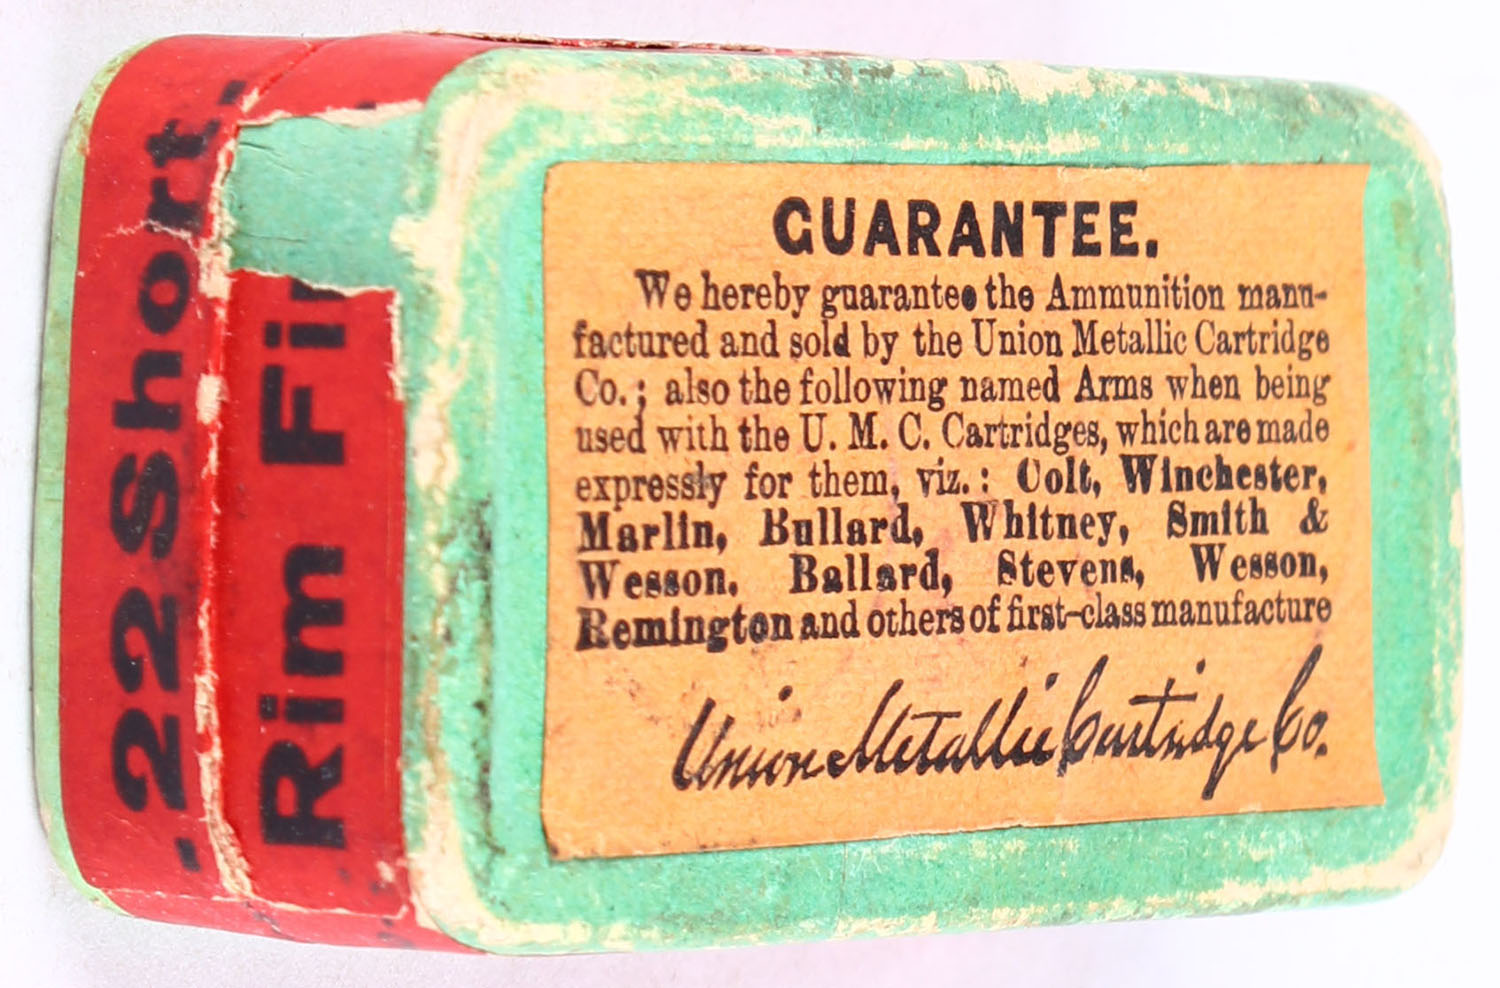 GUARANTEE.
We hereby guarantee the Ammunition manu-
factured and sold by the Union Metallic Cartridge
Co.; also the following named Arms when being
used with the U. M. C. Cartridges, which are made
expressly for them, viz.: Colt, Winchester,
Marlin, Bullard, Whitney, Smith &
Wesson. Ballard, Stevens, Wesson,
Remington and others of first-class manufacture
Union Metallic Cartridge Co.
.22 Short.
Rim Fir